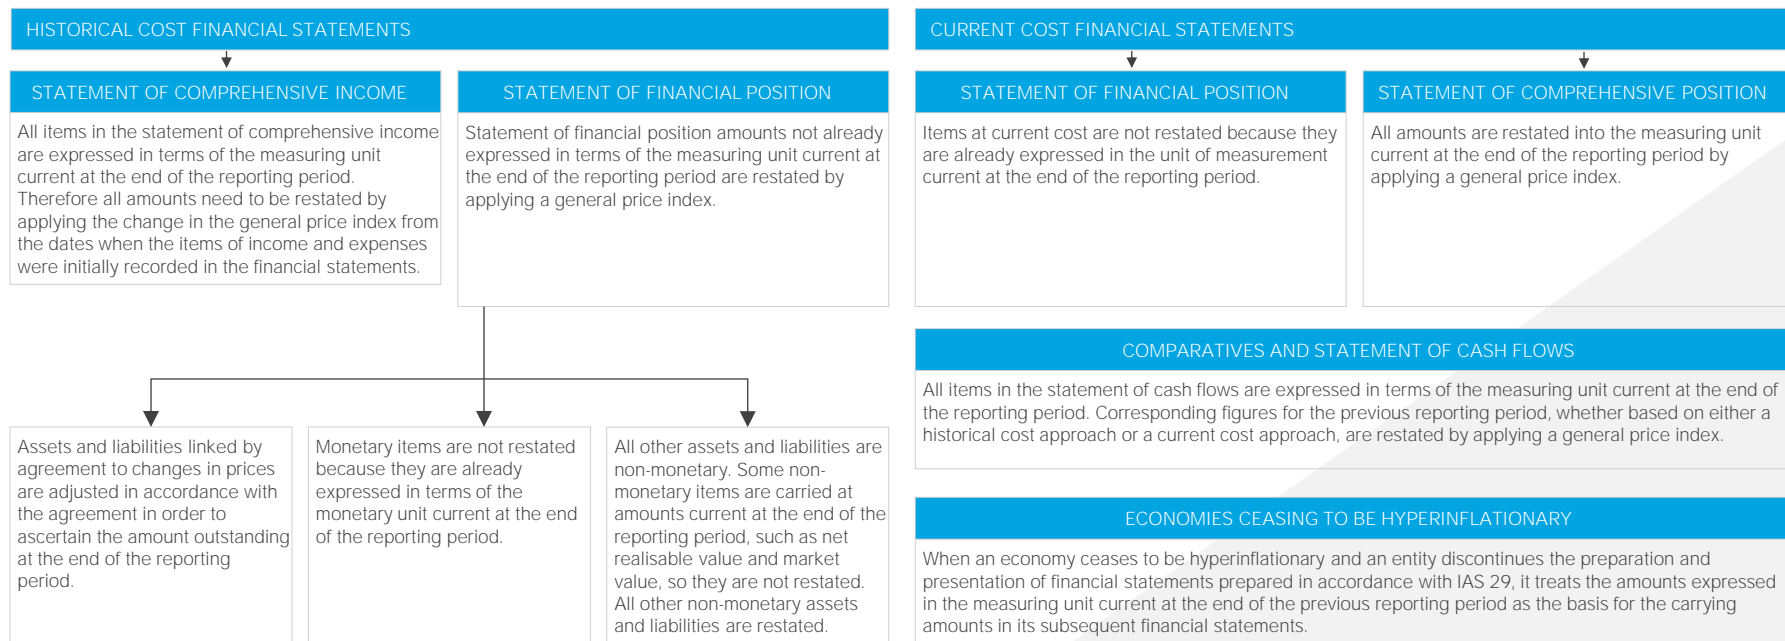 HISTORICAL COST FINANCIAL STATEMENTS
STATEMENT OF COMPREHENSIVE INCOME
All items in the statement of comprehensive income
are expressed in terms of the measuring unit
current at the end of the reporting period.
Therefore all amounts need to be restated by
applying the change in the general price index from
the dates when the items of income and expenses
were initially recorded in the financial statements.
STATEMENT OF FINANCIAL POSITION
Statement of financial position amounts not already
expressed in terms of the measuring unit current at
the end of the reporting period are restated by
applying a general price index.
Assets and liabilities linked by
agreement to changes in prices
are adjusted in accordance with
the agreement in order to
ascertain the amount outstanding
at the end of the reporting
period.
Monetary items are not restated
because they are already
expressed in terms of the
monetary unit current at the end
of the reporting period.
All other assets and liabilities are
non-monetary. Some non-
monetary items are carried at
amounts current at the end of the
reporting period, such as net
realisable value and market
value, so they are not restated.
All other non-monetary assets
and liabilities are restated.
CURRENT COST FINANCIAL STATEMENTS
STATEMENT OF FINANCIAL POSITION
Items at current cost are not restated because they
are already expressed in the unit of measurement
current at the end of the reporting period.
STATEMENT OF COMPREHENSIVE POSITION
All amounts are restated into the measuring unit
current at the end of the reporting period by
applying a general price index.
COMPARATIVES AND STATEMENT OF CASH FLOWS
All items in the statement of cash flows are expressed in terms of the measuring unit current at the end of
the reporting period. Corresponding figures for the previous reporting period, whether based on either a
historical cost approach or a current cost approach, are restated by applying a general price index.
ECONOMIES CEASING TO BE HYPERINFLATIONARY
When an economy ceases to be hyperinflationary and an entity discontinues the preparation and
presentation of financial statements prepared in accordance with IAS 29, it treats the amounts expressed
in the measuring unit current at the end of the previous reporting period as the basis for the carrying
amounts in its subsequent financial statements.